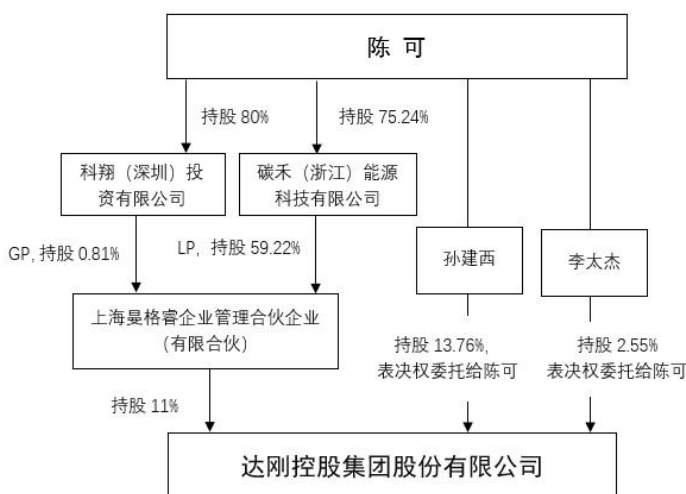 陈 可
持股 80%
持股 75.24%
科翔（深圳）投
资有限公司
碳禾（浙江）能源
科技有限公司
GP, 持股 0.81%
LP, 持股 59.22%
孙建西
李太杰
上海曼格睿企业管理合伙企业
（有限合伙）
持股 13.76%,
表决权委托给陈可
持股 2.55%
表决权委托给陈可
持股 11%
达刚控股集团股份有限公司